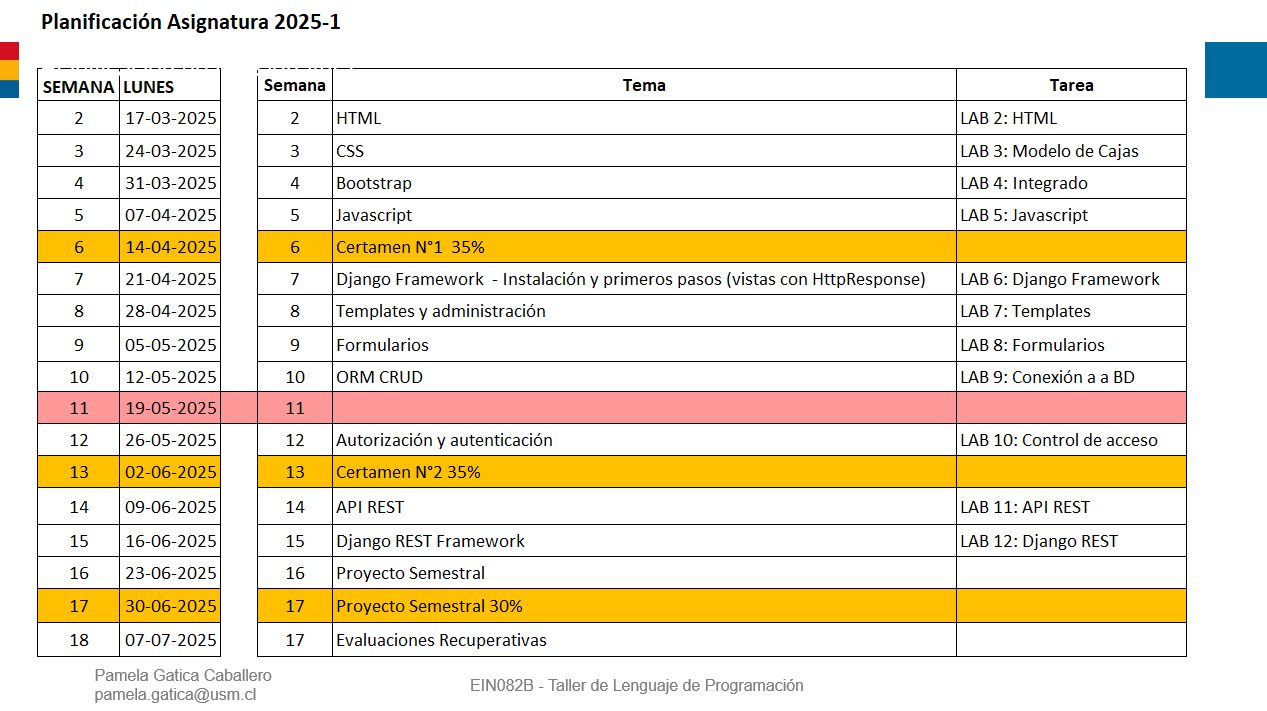 Planificación Asignatura 2025-1
SEMANA LUNES Semana Tema Tarea
2 17-03-2025 2 HTML LAB 2: HTML
3 24-03-2025 3 CSS LAB 3: Modelo de Cajas
4 31-03-2025 4 Bootstrap LAB 4: Integrado
5 07-04-2025 5 Javascript LAB 5: Javascript
6 14-04-2025 6 Certamen N°1 35%
7 21-04-2025 7 Django Framework - Instalación y primeros pasos (vistas con HttpResponse) LAB 6: Django Framework
8 28-04-2025 8 Templates y administración LAB 7: Templates
9 05-05-2025 9 Formularios LAB 8: Formularios
10 12-05-2025 10 ORM CRUD LAB 9: Conexión a a BD
11 19-05-2025 11
12 26-05-2025 12 Autorización y autenticación LAB 10: Control de acceso
13 02-06-2025 13 Certamen N°2 35%
14 09-06-2025 14 API REST LAB 11: API REST
15 16-06-2025 15 Django REST Framework LAB 12: Django REST
16 23-06-2025 16 Proyecto Semestral
17 30-06-2025 17 Proyecto Semestral 30%
18 07-07-2025 17 Evaluaciones Recuperativas
Pamela Gatica Caballero
pamela.gatica@usm.cl
EIN082B - Taller de Lenguaje de Programación